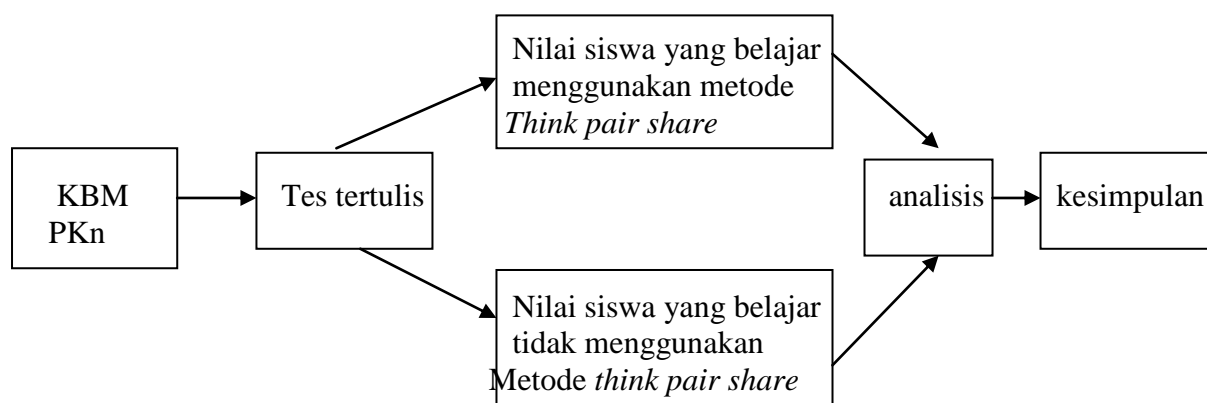 KBM
PKn
Tes tertulis
Nilai siswa yang belajar
menggunakan metode
Think pair share
Nilai siswa yang belajar
tidak menggunakan
Metode think pair share
analisis
kesimpulan